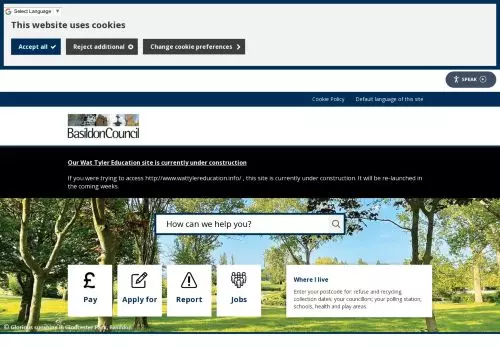 Select Language ▼
This website uses cookies
Accept all
Reject additional
Change cookie preferences
SPEAK
Cookie Policy
Default language of this site
BasildonCouncil
Our Wat Tyler Education site is currently under construction
If you were trying to access 'http://www.wattylereducation.info/ , this site is currently under construction. It will be re-launched in
the coming weeks.
How can we help you?
£
Pay
Apply for
Report
Jobs
Where I live
Enter your postcode for: refuse and recycling
collection dates; your councillors; your polling station;
schools, health and play areas.
© Glorious sunshine in Gloucester Park, Basildon